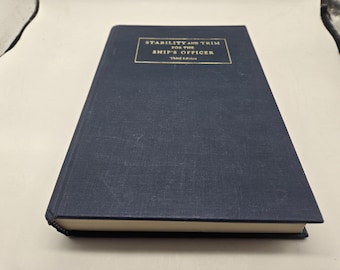 STABILITY AND TRIM
FOR THE
SHIP'S OFFICER
Third Edition